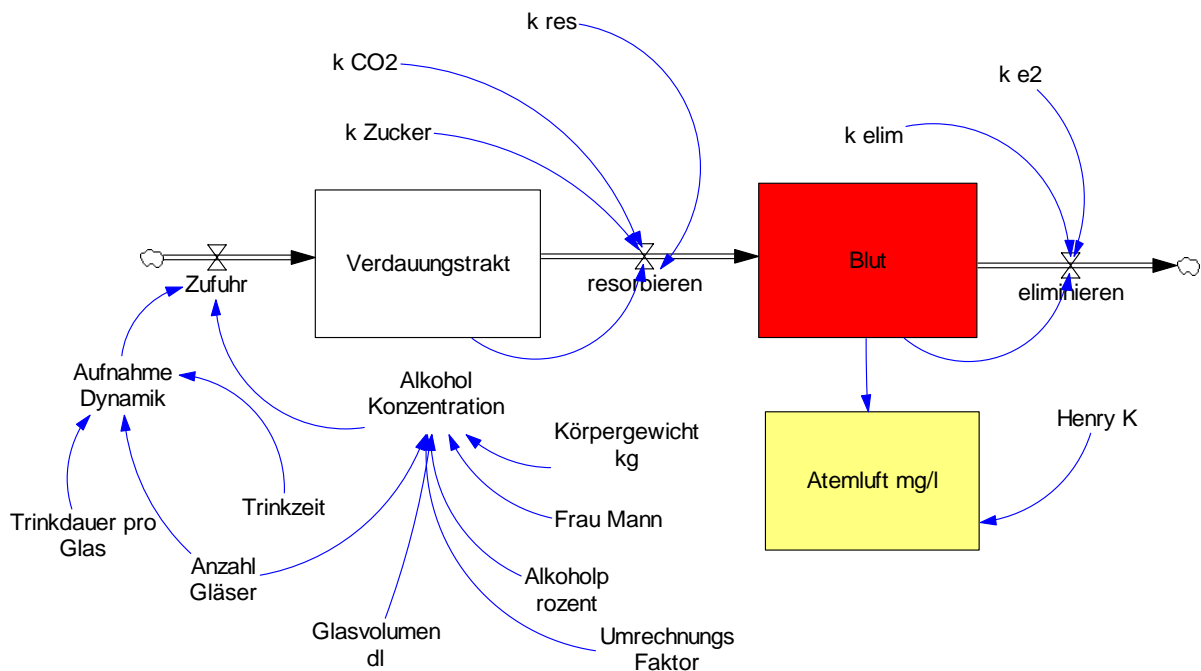 k res
k CO2
k e2
k Zucker
k elim
Verdauungstrakt
Blut
Zufuhr
resorbieren
eliminieren
Aufnahme
Dynamik
Alkohol
Konzentration
Körpergewicht
kg
Henry K
Atemluft mg/l
Trinkzeit
Frau Mann
Trinkdauer pro
Glas
Anzahl
Gläser
Alkoholp
rozent
Glasvolumen
dl
Umrechnungs
Faktor